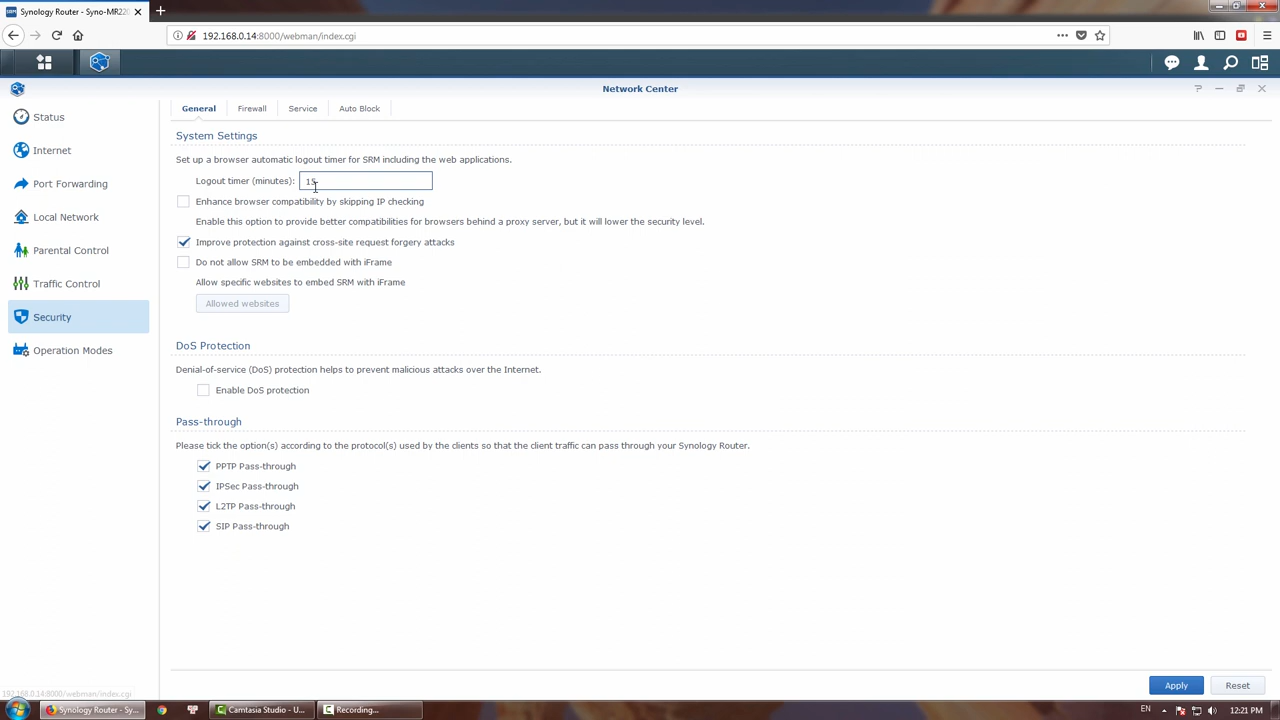 Synology Router - Syno-MR220
192.168.0.14:8000/webman/index.cgi
Network Center
Status
Internet
Port Forwarding
Local Network
Parental Control
Traffic Control
Security
Operation Modes
General
Firewall
Service
Auto Block
System Settings
Set up a browser automatic logout timer for SRM including the web applications.
Logout timer (minutes):
15
Enhance browser compatibility by skipping IP checking
Enable this option to provide better compatibilities for browsers behind a proxy server, but it will lower the security level.
Improve protection against cross-site request forgery attacks
Do not allow SRM to be embedded with iFrame
Allow specific websites to embed SRM with iFrame
Allowed websites
DoS Protection
Denial-of-service (DoS) protection helps to prevent malicious attacks over the Internet.
Enable DoS protection
Pass-through
Please tick the option(s) according to the protocol(s) used by the clients so that the client traffic can pass through your Synology Router.
PPTP Pass-through
IPSec Pass-through
L2TP Pass-through
SIP Pass-through
Apply
Reset
192.168.0.14:8000/webman/index.cgi
Synology Router - Sy...
Camtasia Studio - U...
Recording...
EN
12:21 PM